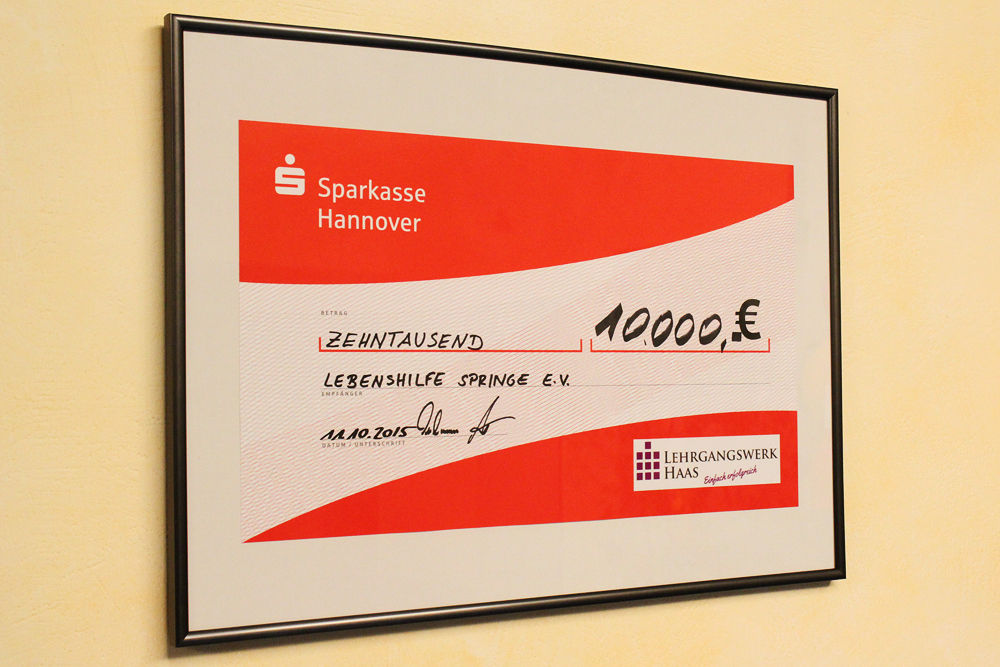 Sparkasse
Hannover
BETRAG
ZEHNTAUSEND 10.000,€
LEBENSHILFE SPRINGE E.V.
EMPFÄNGER
11.10.2015
DATUM / UNTERSCHRIFT
LEHRGANGSWERK
HAAS
Einfach erfolgreich